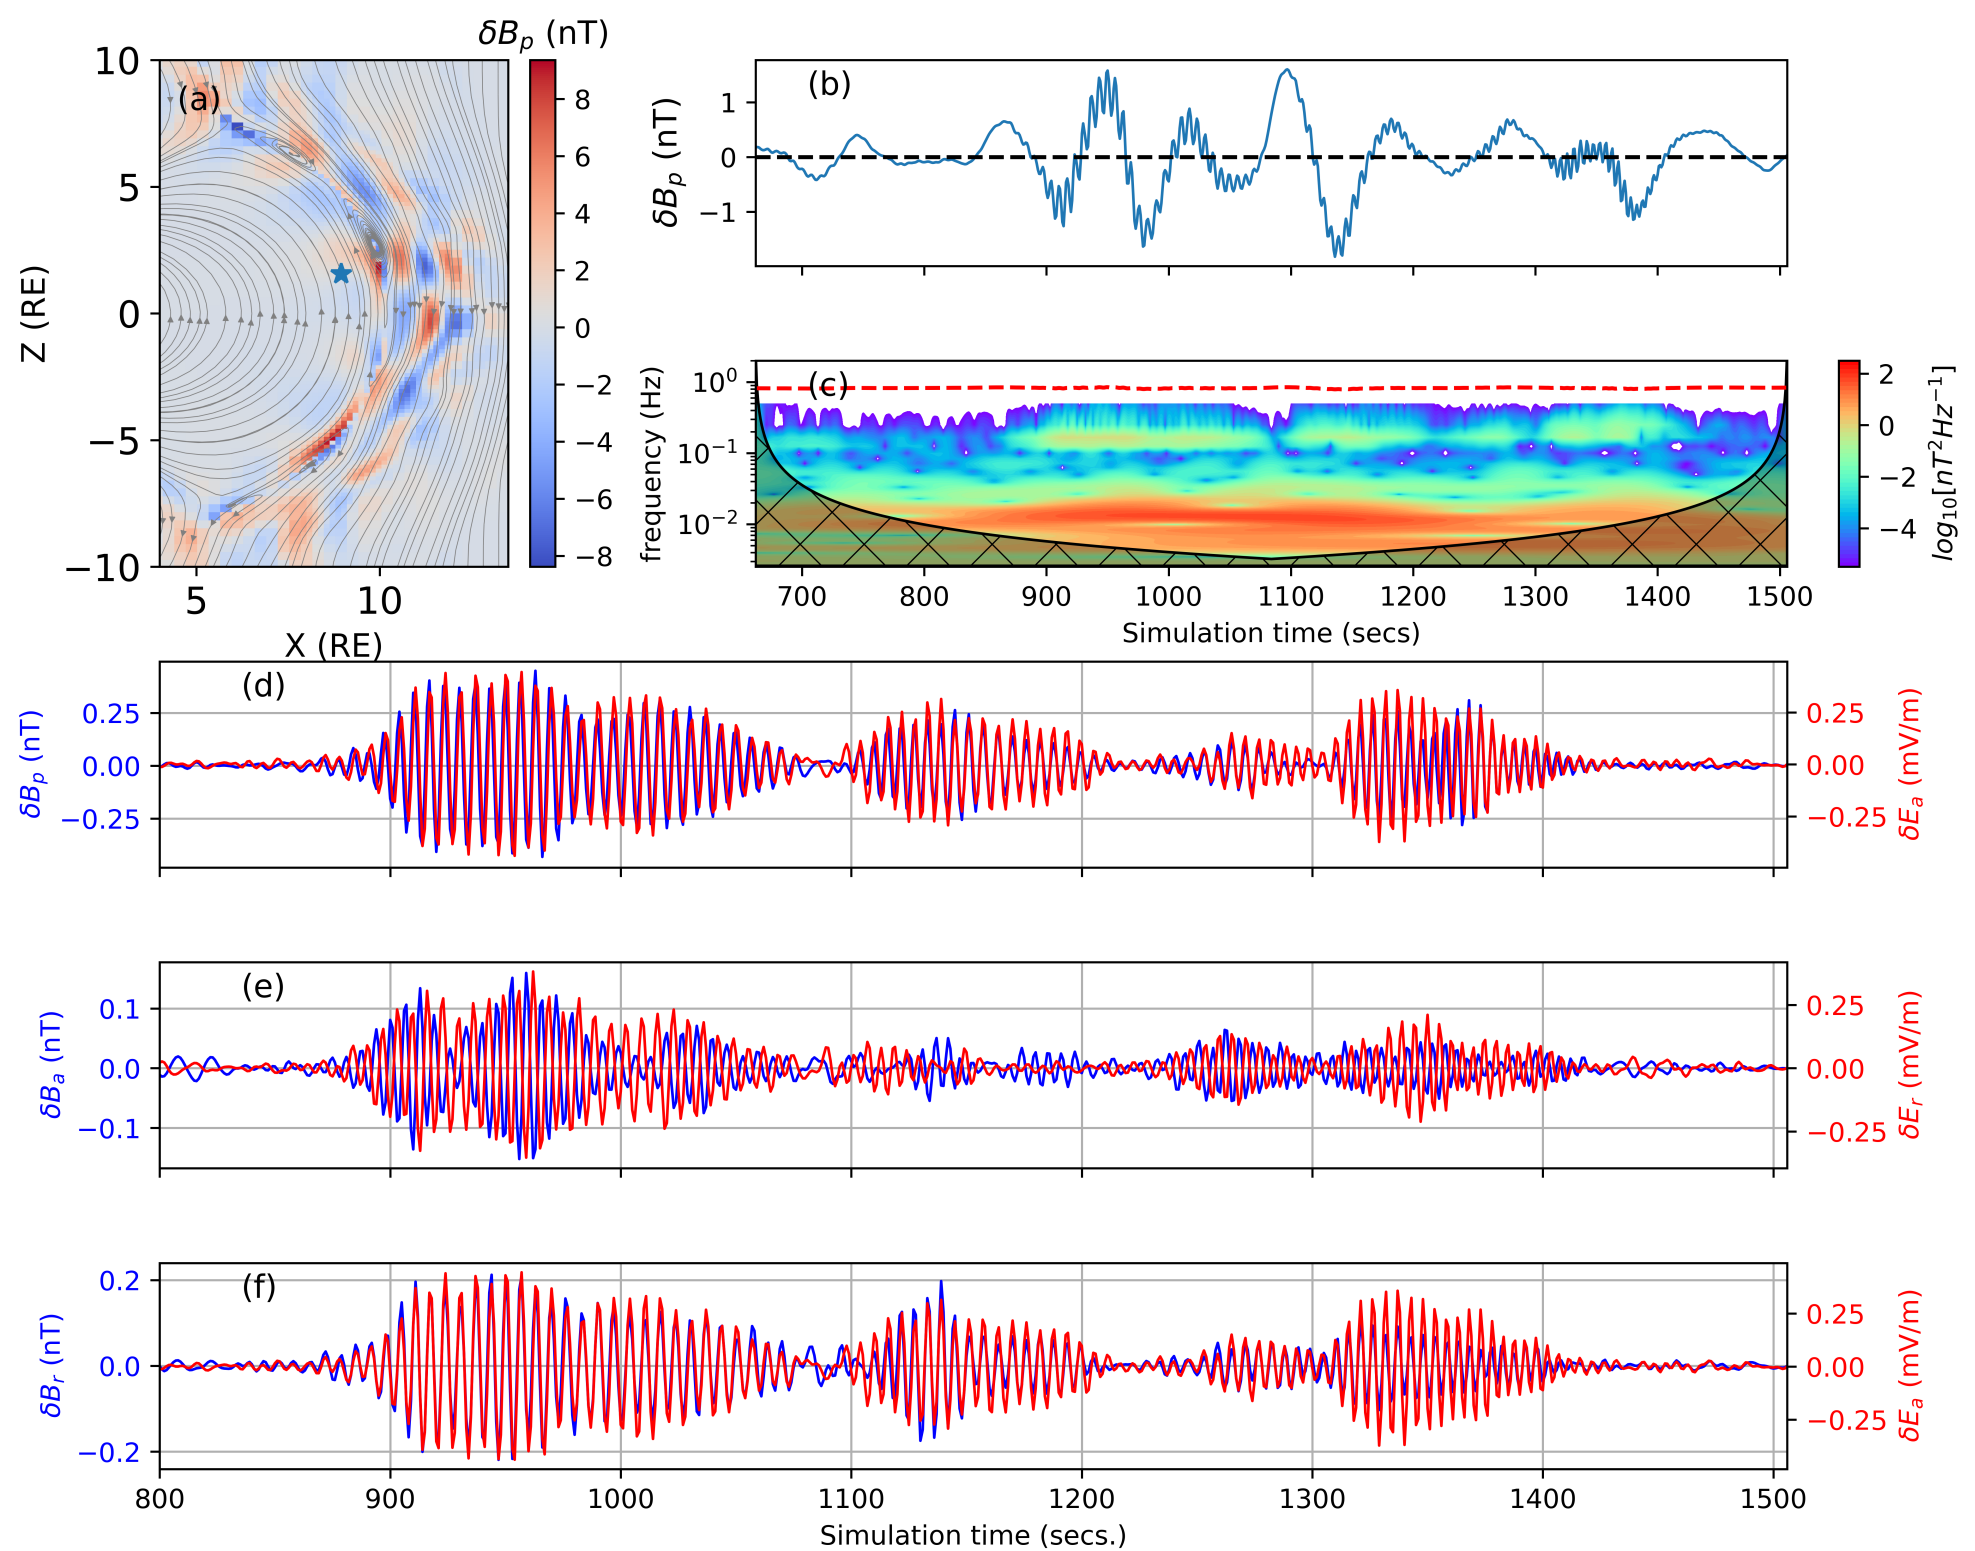 δB_p (nT)
10
5
0
−5
−10
Z (RE)
(a)
5
10
X (RE)
8
6
4
2
0
−2
−4
−6
−8
(b)
δB_p (nT)
1
0
−1
(c)
frequency (Hz)
10^0
10^−1
10^−2
700 800 900 1000 1100 1200 1300 1400 1500
Simulation time (secs)
2
0
−2
−4
log_10[nT^2Hz^−1]
(d)
δB_p (nT)
0.25
0.00
−0.25
0.25
0.00
−0.25
δE_a (mV/m)
(e)
δB_a (nT)
0.1
0.0
−0.1
0.25
0.00
−0.25
δE_r (mV/m)
(f)
δB_r (nT)
0.2
0.0
−0.2
0.25
0.00
−0.25
δE_a (mV/m)
800 900 1000 1100 1200 1300 1400 1500
Simulation time (secs.)